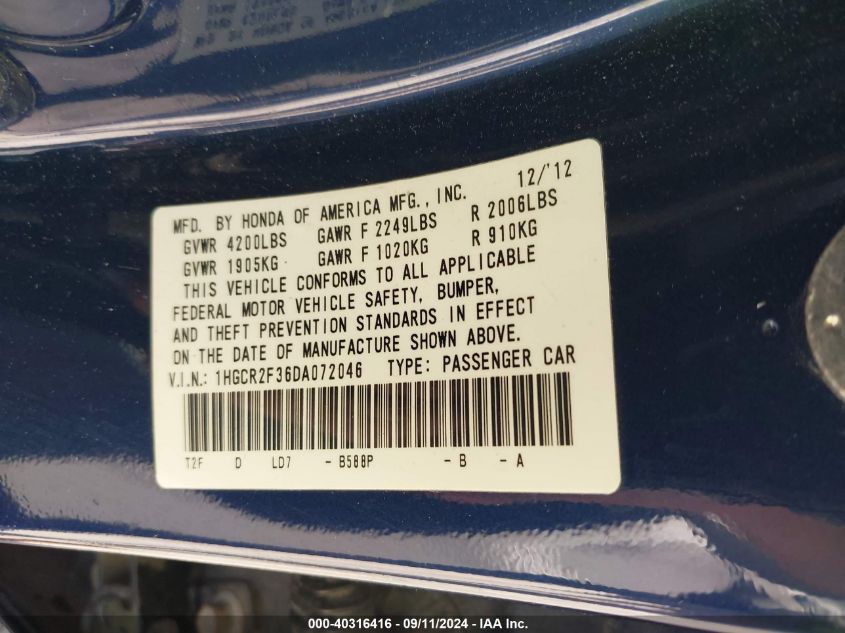 MFD. BY HONDA OF AMERICA MFG., INC. 12/'12
GVWR 4200LBS GAWR F 2249LBS R 2006LBS
GVWR 1905KG GAWR F 1020KG R 910KG
THIS VEHICLE CONFORMS TO ALL APPLICABLE
FEDERAL MOTOR VEHICLE SAFETY, BUMPER,
AND THEFT PREVENTION STANDARDS IN EFFECT
ON THE DATE OF MANUFACTURE SHOWN ABOVE.
V.I.N.: 1HGCR2F36DA072046 TYPE: PASSENGER CAR
T2F D LD7 - B588P - B - A
000-40316416 - 09/11/2024 - IAA Inc.